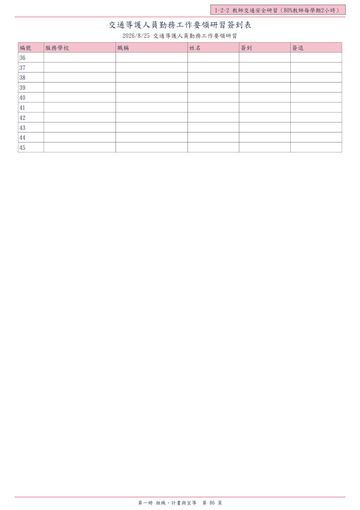 1-2-2 教師交通安全研習（80%教師每學期2小時）
交通導護人員勤務工作要領研習簽到表
2026/8/25 交通導護人員勤務工作要領研習
編號 服務學校 職稱 姓名 簽到 簽退
36
37
38
39
40
41
42
43
44
45
第一時 組織、計畫與宣導 第 86 頁